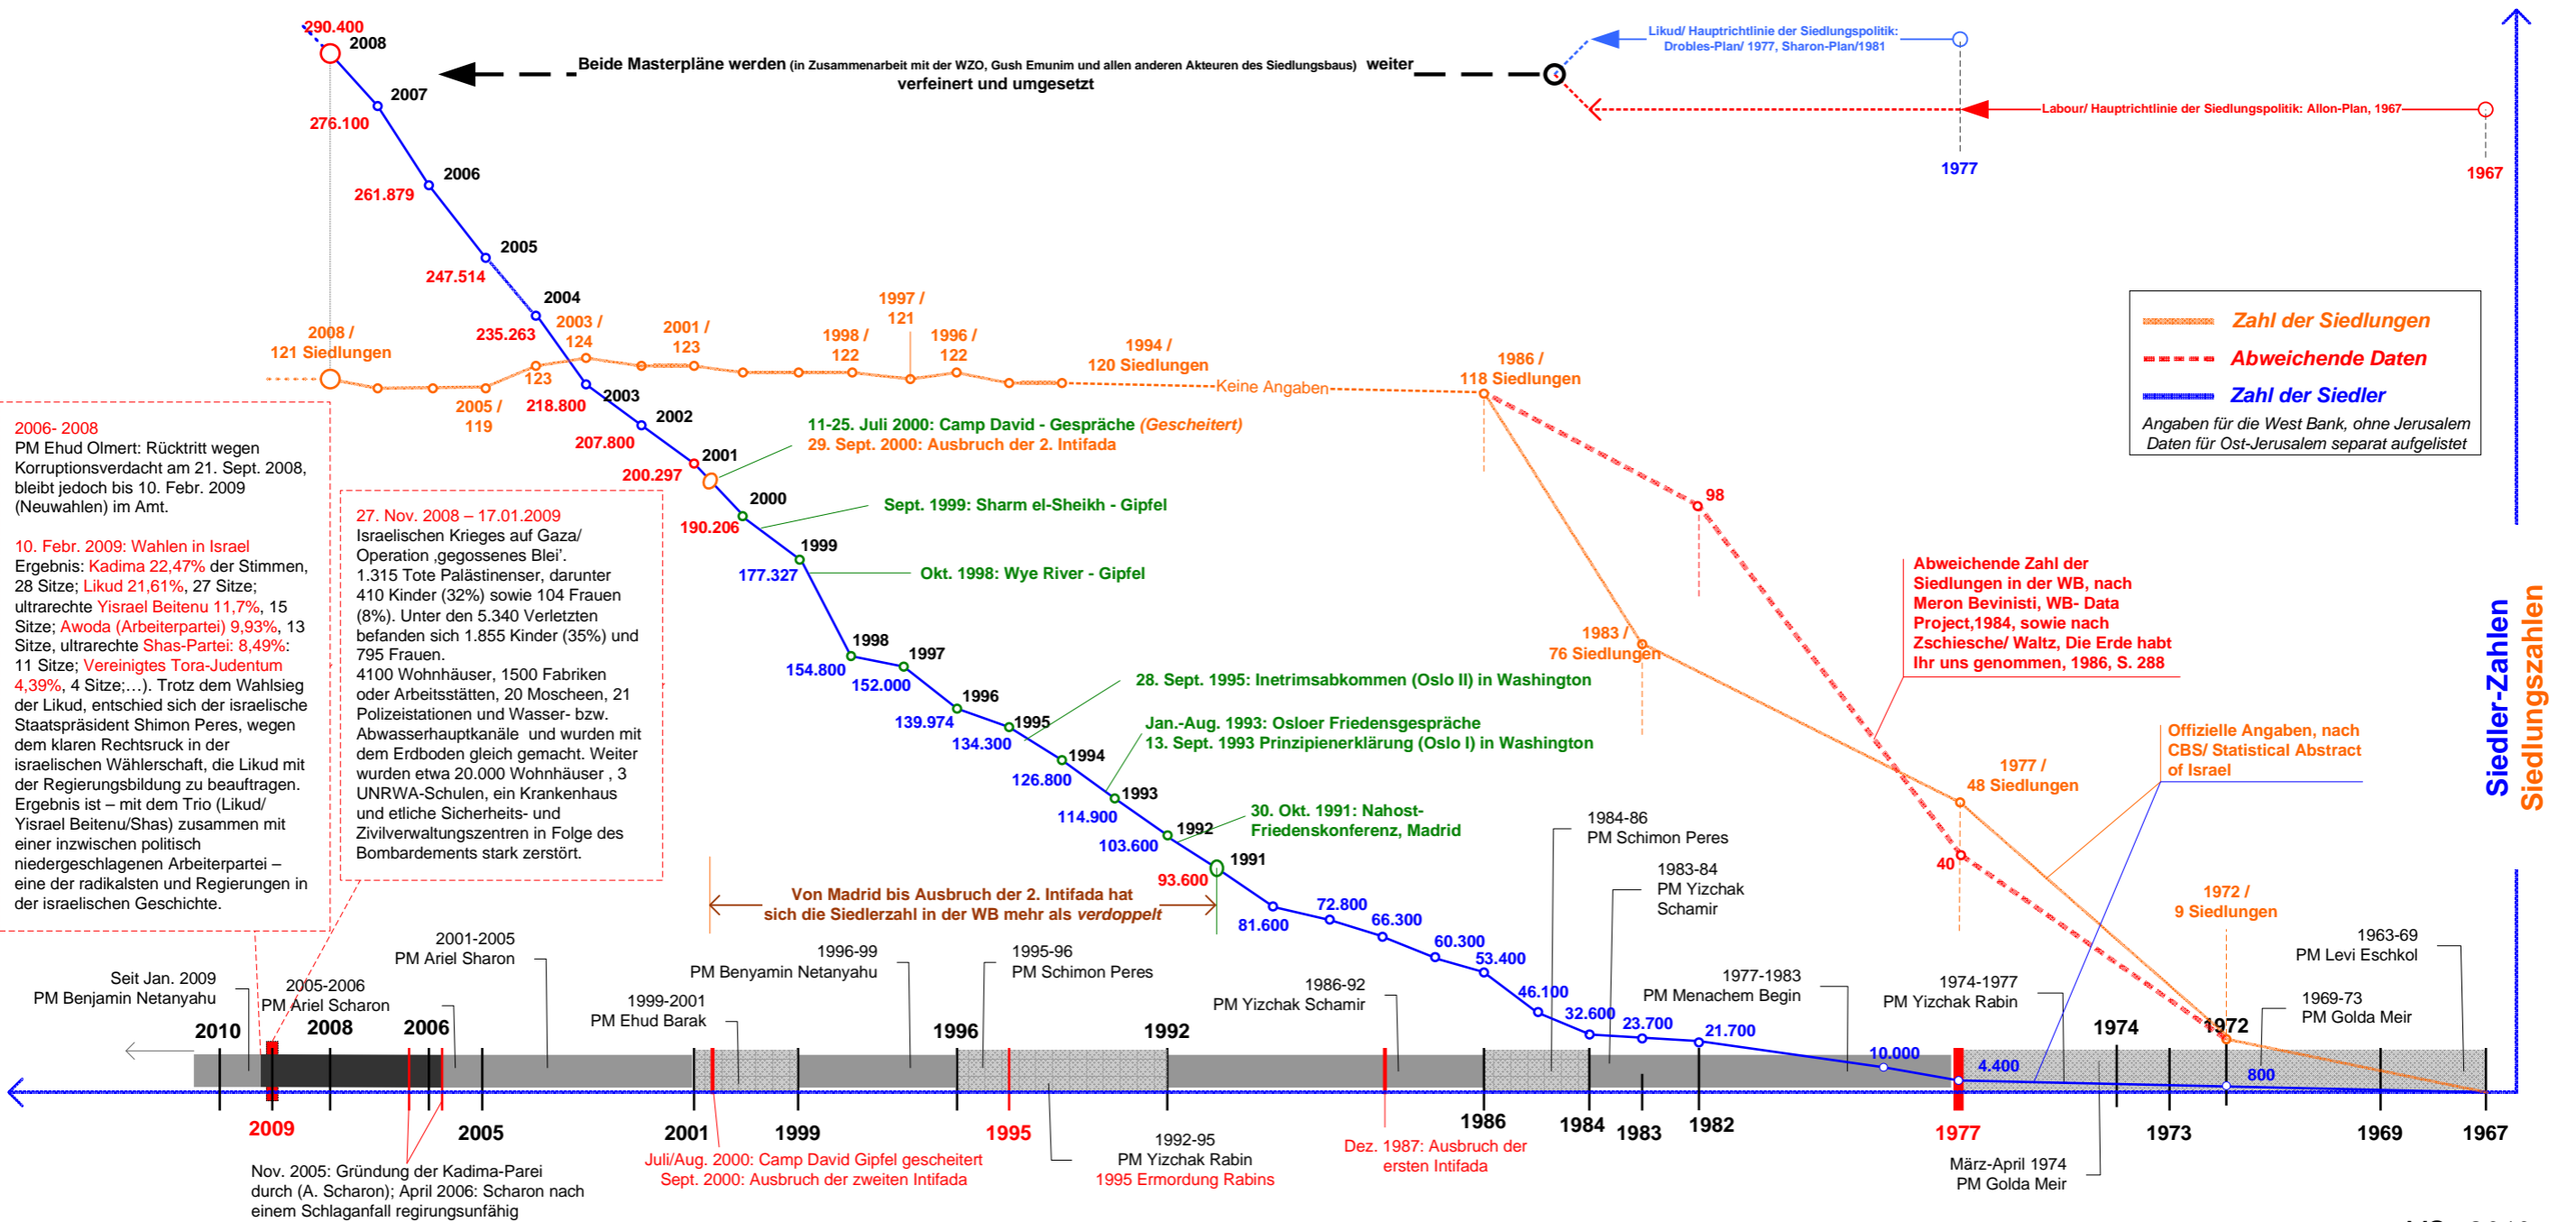 290.400
2008
2007
276.100
2006
261.879
2005
247.514
2004
235.263
Beide Masterpläne werden (in Zusammenarbeit mit der WZO, Gush Emunim und allen anderen Akteuren des Siedlungsbaus) weiter
verfeinert und umgesetzt
Likud/ Hauptrichtlinie der Siedlungspolitik:
Drobles-Plan/ 1977, Sharon-Plan/1981
Labour/ Hauptrichtlinie der Siedlungspolitik: Allon-Plan, 1967
1977
1967
2008 /
121 Siedlungen
2005 /
119
123
2003 /
124
2001 /
123
1998 /
122
1997 /
121
1996 /
122
1994 /
120 Siedlungen
Keine Angaben
1986 /
118 Siedlungen
Zahl der Siedlungen
Abweichende Daten
Zahl der Siedler
Angaben für die West Bank, ohne Jerusalem
Daten für Ost-Jerusalem separat aufgelistet
2003
218.800
2002
207.800
2001
200.297
2000
190.206
1999
177.327
1998
154.800
1997
152.000
1996
139.974
1995
134.300
1994
126.800
1993
114.900
1992
103.600
1991
93.600
81.600
72.800
66.300
60.300
53.400
46.100
32.600
23.700
21.700
10.000
4.400
800
11-25. Juli 2000: Camp David - Gespräche (Gescheitert)
29. Sept. 2000: Ausbruch der 2. Intifada
Sept. 1999: Sharm el-Sheikh - Gipfel
Okt. 1998: Wye River - Gipfel
28. Sept. 1995: Inetrimsabkommen (Oslo II) in Washington
Jan.-Aug. 1993: Osloer Friedensgespräche
13. Sept. 1993 Prinzipienerklärung (Oslo I) in Washington
30. Okt. 1991: Nahost-
Friedenskonferenz, Madrid
98
40
1983 /
76 Siedlungen
1977 /
48 Siedlungen
1972 /
9 Siedlungen
Abweichende Zahl der
Siedlungen in der WB, nach
Meron Bevinisti, WB- Data
Project,1984, sowie nach
Zschiesche/ Waltz, Die Erde habt
Ihr uns genommen, 1986, S. 288
Offizielle Angaben, nach
CBS/ Statistical Abstract
of Israel
Siedler-Zahlen
Siedlungszahlen
2006- 2008
PM Ehud Olmert: Rücktritt wegen
Korruptionsverdacht am 21. Sept. 2008,
bleibt jedoch bis 10. Febr. 2009
(Neuwahlen) im Amt.
10. Febr. 2009: Wahlen in Israel
Ergebnis: Kadima 22,47% der Stimmen,
28 Sitze; Likud 21,61%, 27 Sitze;
ultrarechte Yisrael Beitenu 11,7%, 15
Sitze; Awoda (Arbeiterpartei) 9,93%, 13
Sitze, ultrarechte Shas-Partei: 8,49%:
11 Sitze; Vereinigtes Tora-Judentum
4,39%, 4 Sitze;…). Trotz dem Wahlsieg
der Likud, entschied sich der israelische
Staatspräsident Shimon Peres, wegen
dem klaren Rechtsruck in der
israelischen Wählerschaft, die Likud mit
der Regierungsbildung zu beauftragen.
Ergebnis ist – mit dem Trio (Likud/
Yisrael Beitenu/Shas) zusammen mit
einer inzwischen politisch
niedergeschlagenen Arbeiterpartei –
eine der radikalsten und Regierungen in
der israelischen Geschichte.
27. Nov. 2008 – 17.01.2009
Israelischen Krieges auf Gaza/
Operation ‚gegossenes Blei’.
1.315 Tote Palästinenser, darunter
410 Kinder (32%) sowie 104 Frauen
(8%). Unter den 5.340 Verletzten
befanden sich 1.855 Kinder (35%) und
795 Frauen.
4100 Wohnhäuser, 1500 Fabriken
oder Arbeitsstätten, 20 Moscheen, 21
Polizeistationen und Wasser- bzw.
Abwasserhauptkanäle und wurden mit
dem Erdboden gleich gemacht. Weiter
wurden etwa 20.000 Wohnhäuser , 3
UNRWA-Schulen, ein Krankenhaus
und etliche Sicherheits- und
Zivilverwaltungszentren in Folge des
Bombardements stark zerstört.
Von Madrid bis Ausbruch der 2. Intifada hat
sich die Siedlerzahl in der WB mehr als verdoppelt
Seit Jan. 2009
PM Benjamin Netanyahu
2005-2006
PM Ariel Scharon
2001-2005
PM Ariel Sharon
1999-2001
PM Ehud Barak
1996-99
PM Benyamin Netanyahu
1995-96
PM Schimon Peres
1986-92
PM Yizchak Schamir
1984-86
PM Schimon Peres
1983-84
PM Yizchak
Schamir
1977-1983
PM Menachem Begin
1974-1977
PM Yizchak Rabin
1969-73
PM Golda Meir
1963-69
PM Levi Eschkol
2010
2008
2006
1996
1992
1974
1972
2009
2005
2001
1999
1995
1986
1984
1983
1982
1977
1973
1969
1967
Nov. 2005: Gründung der Kadima-Parei
durch (A. Scharon); April 2006: Scharon nach
einem Schlaganfall regirungsunfähig
Juli/Aug. 2000: Camp David Gipfel gescheitert
Sept. 2000: Ausbruch der zweiten Intifada
1992-95
PM Yizchak Rabin
1995 Ermordung Rabins
Dez. 1987: Ausbruch der
ersten Intifada
März-April 1974
PM Golda Meir